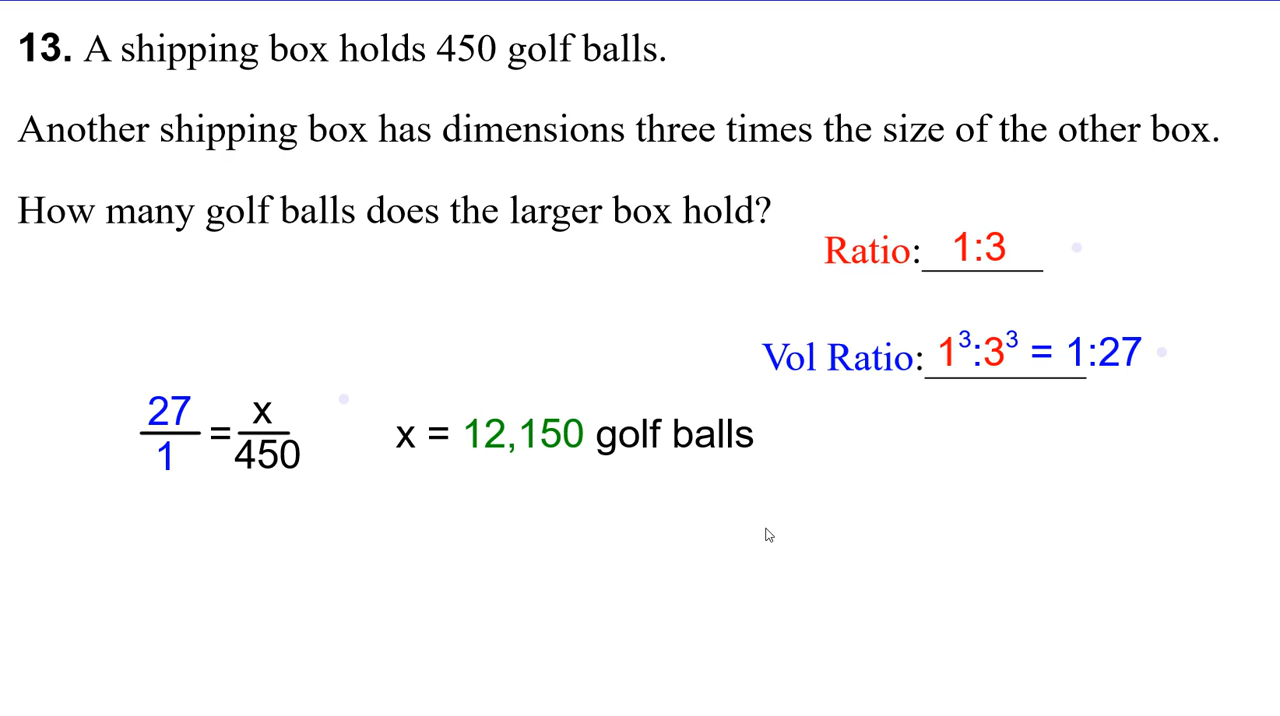 13. A shipping box holds 450 golf balls.
Another shipping box has dimensions three times the size of the other box.
How many golf balls does the larger box hold?
Ratio: 1:3
Vol Ratio: 1³:3³ = 1:27
27/1 = x/450
x = 12,150 golf balls